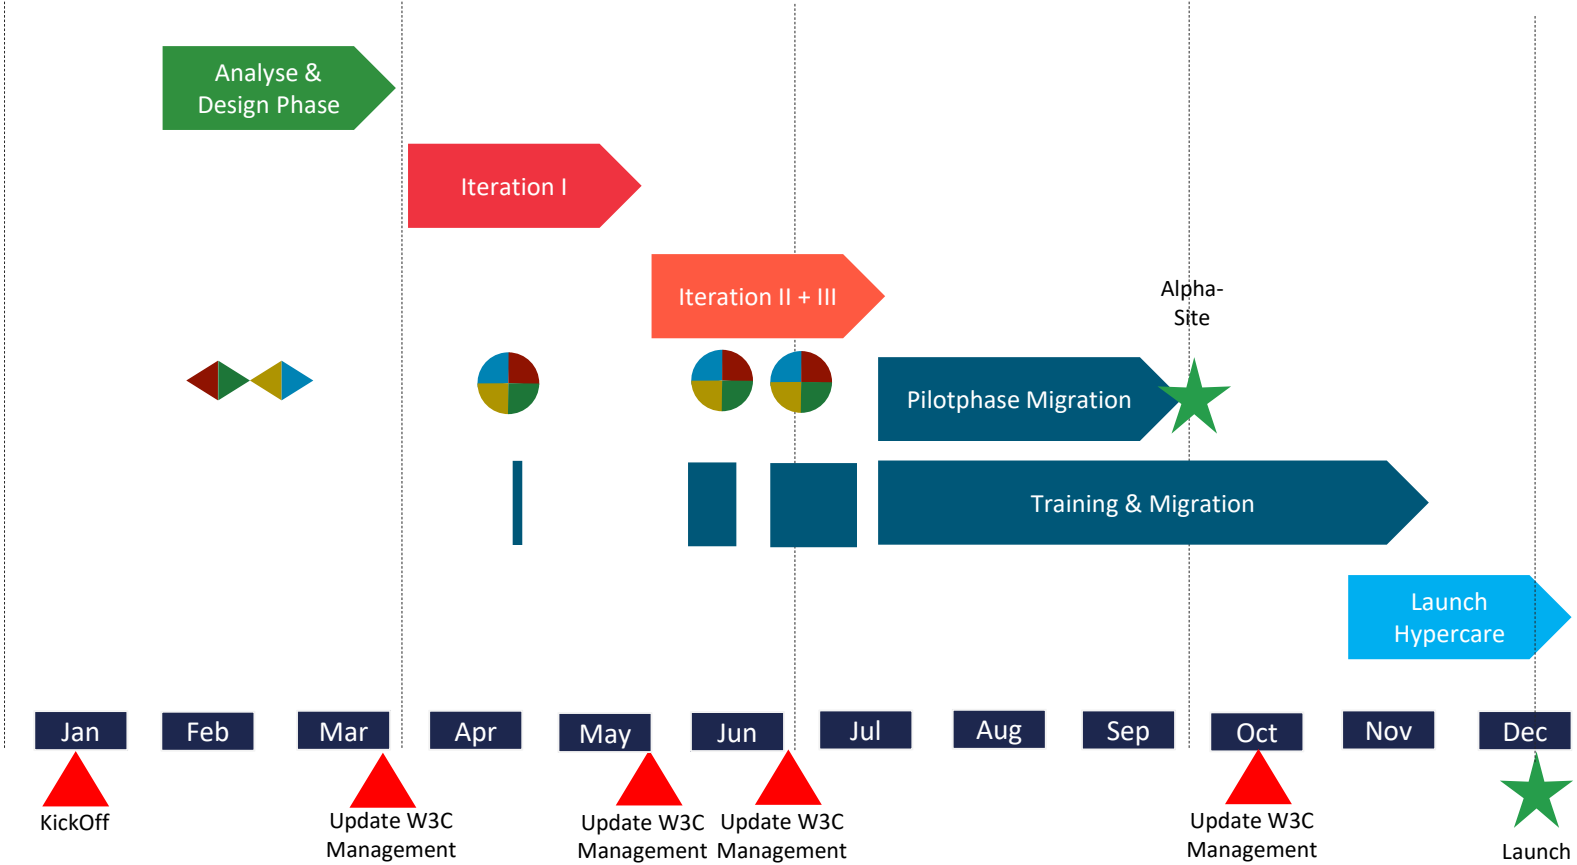 Analyse &
Design Phase
Iteration I
Iteration II + III
Alpha-
Site
Pilotphase Migration
Training & Migration
Launch
Hypercare
Jan
Feb
Mar
Apr
May
Jun
Jul
Aug
Sep
Oct
Nov
Dec
KickOff
Update W3C
Management
Update W3C
Management
Update W3C
Management
Update W3C
Management
Launch